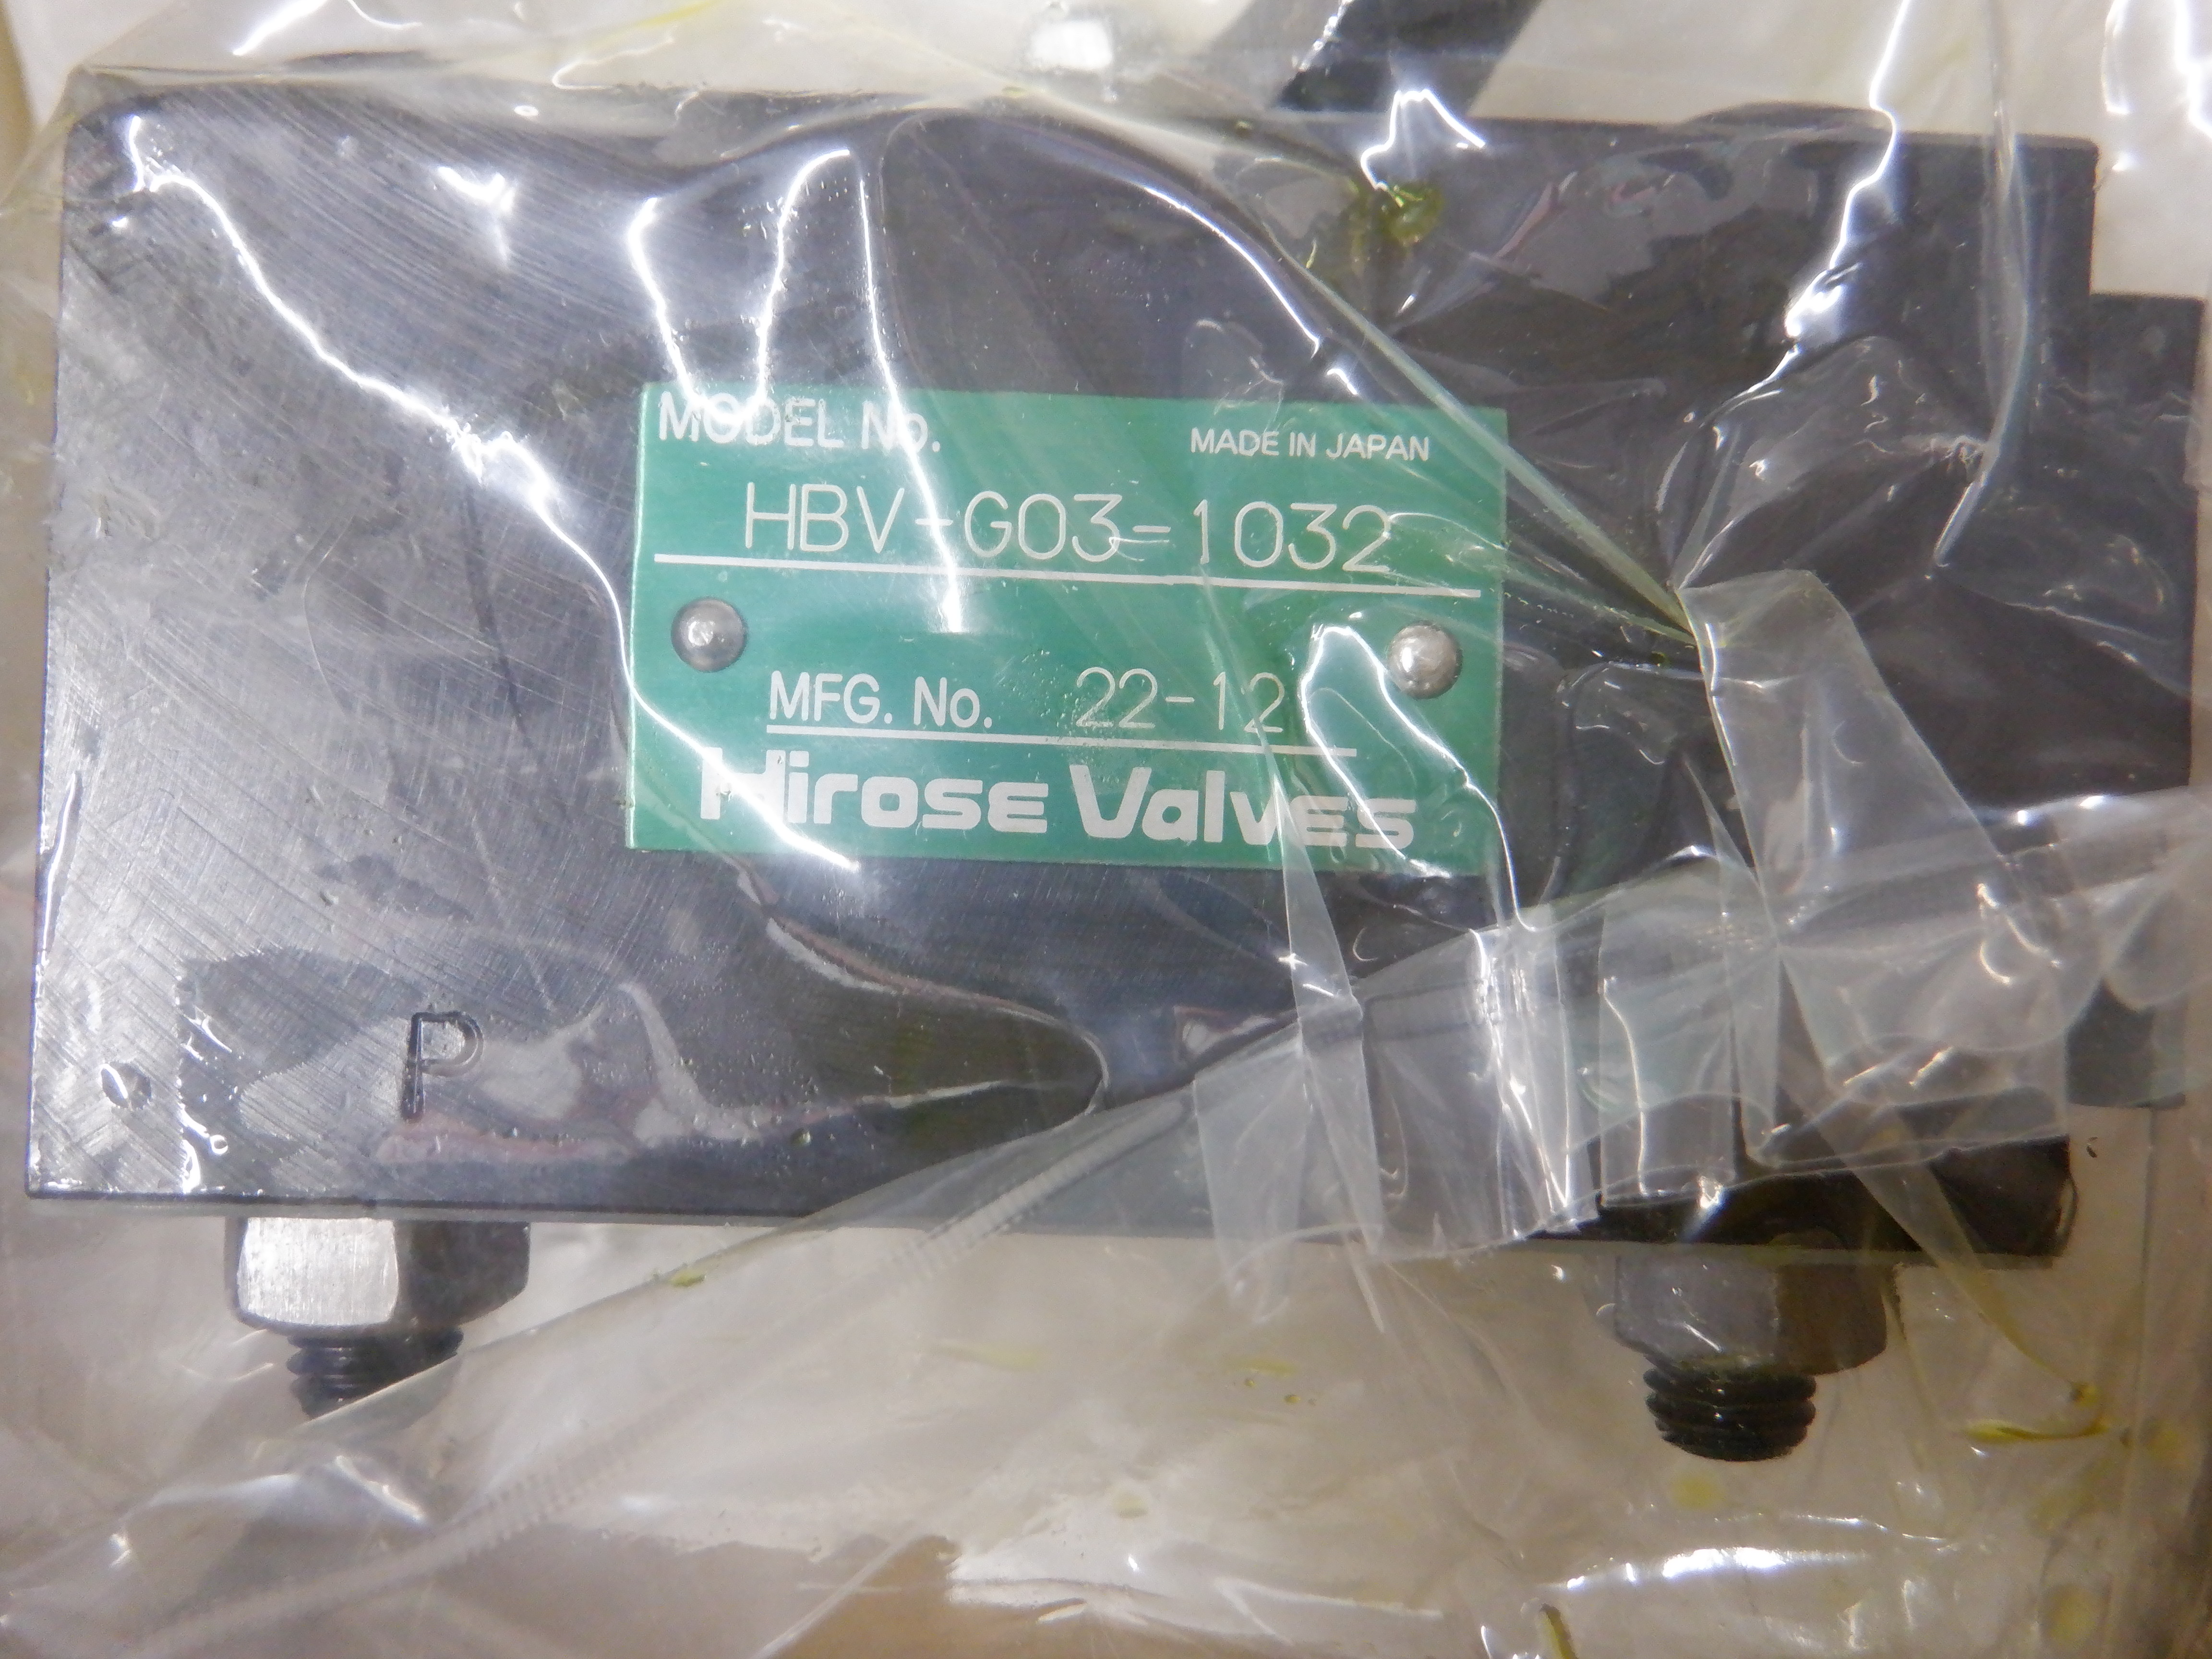 MODEL No.
MADE IN JAPAN
HBV-G03-1032
MFG. No. 22-12
Hirose Valves
P